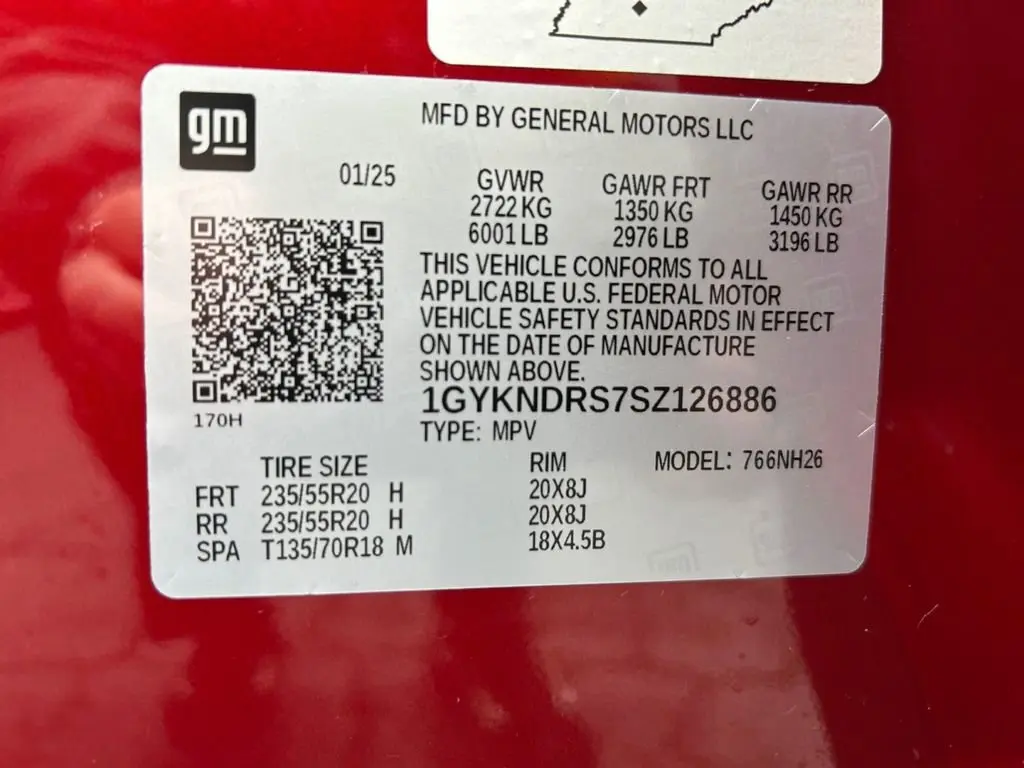 gm
MFD BY GENERAL MOTORS LLC
01/25
GVWR GAWR FRT GAWR RR
2722 KG 1350 KG 1450 KG
6001 LB 2976 LB 3196 LB
THIS VEHICLE CONFORMS TO ALL
APPLICABLE U.S. FEDERAL MOTOR
VEHICLE SAFETY STANDARDS IN EFFECT
ON THE DATE OF MANUFACTURE
SHOWN ABOVE.
1GYKNDRS7SZ126886
170H
TYPE: MPV
TIRE SIZE RIM MODEL: 766NH26
FRT 235/55R20 H 20X8J
RR 235/55R20 H 20X8J
SPA T135/70R18 M 18X4.5B